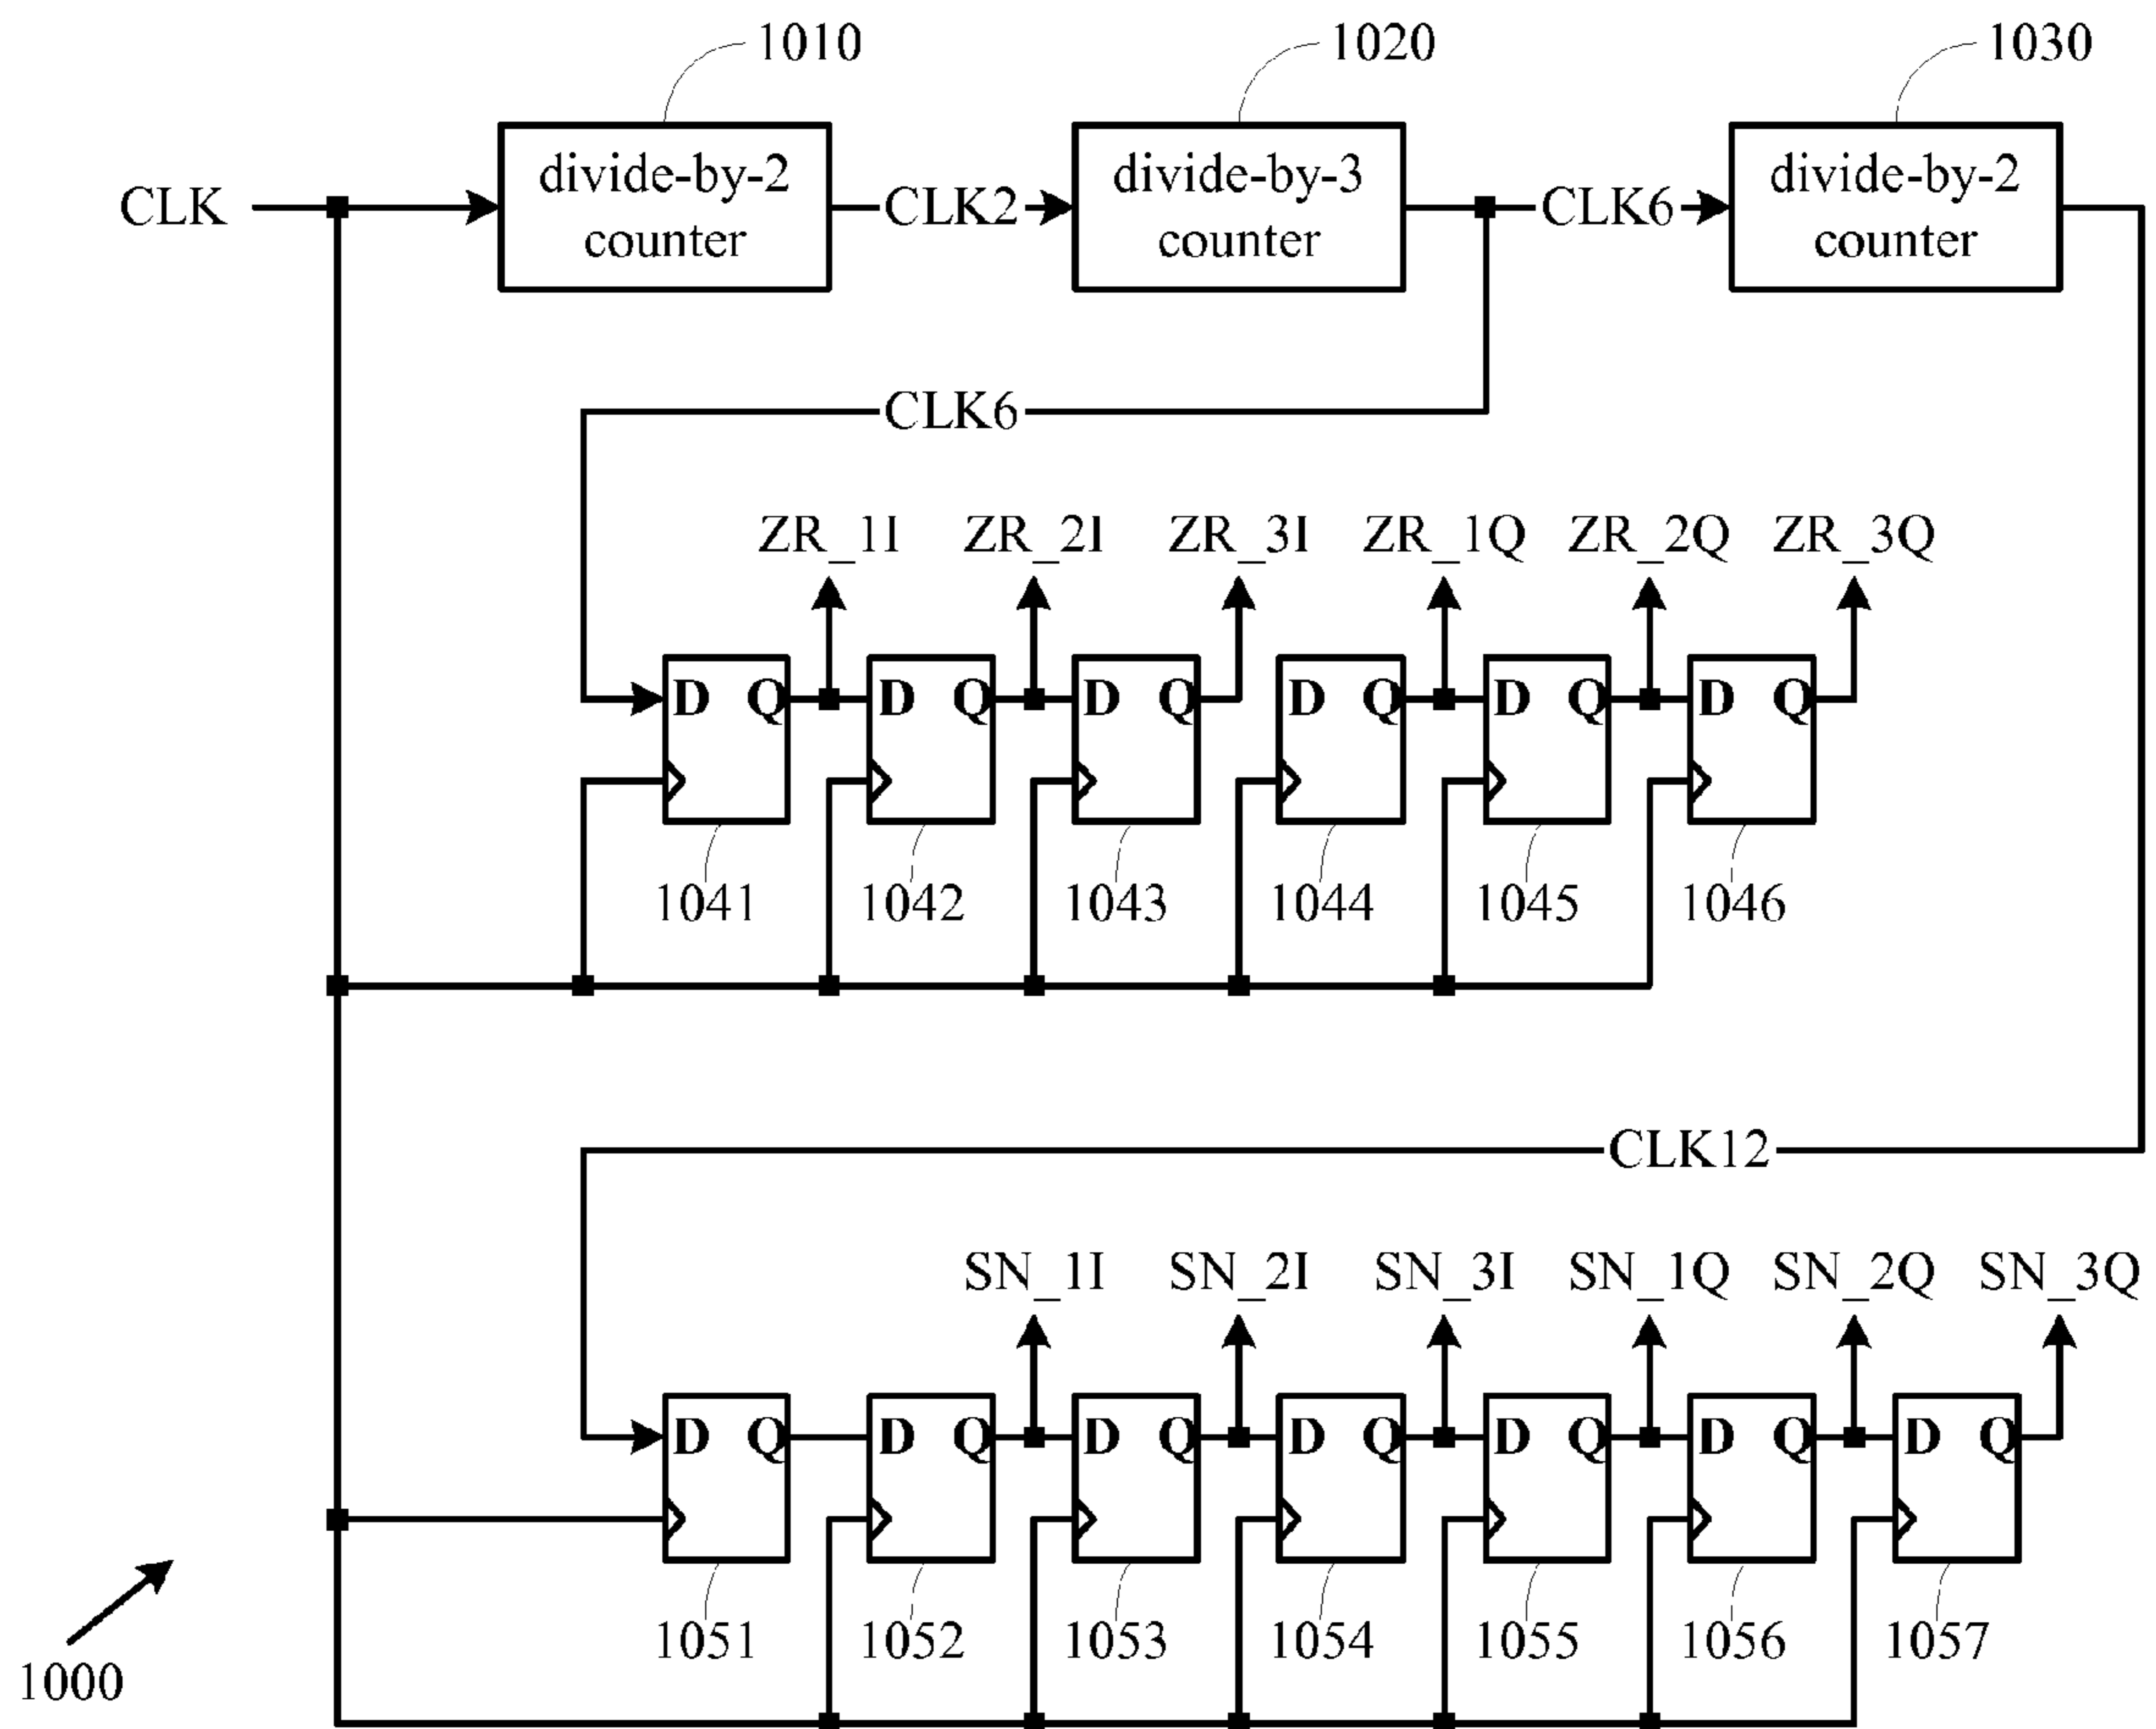 1010
1020
1030
CLK
divide-by-2
counter
CLK2
divide-by-3
counter
CLK6
divide-by-2
counter
CLK6
ZR_1I
ZR_2I
ZR_3I
ZR_1Q
ZR_2Q
ZR_3Q
D Q
D Q
D Q
D Q
D Q
D Q
1041
1042
1043
1044
1045
1046
CLK12
SN_1I
SN_2I
SN_3I
SN_1Q
SN_2Q
SN_3Q
D Q
D Q
D Q
D Q
D Q
D Q
D Q
1051
1052
1053
1054
1055
1056
1057
1000